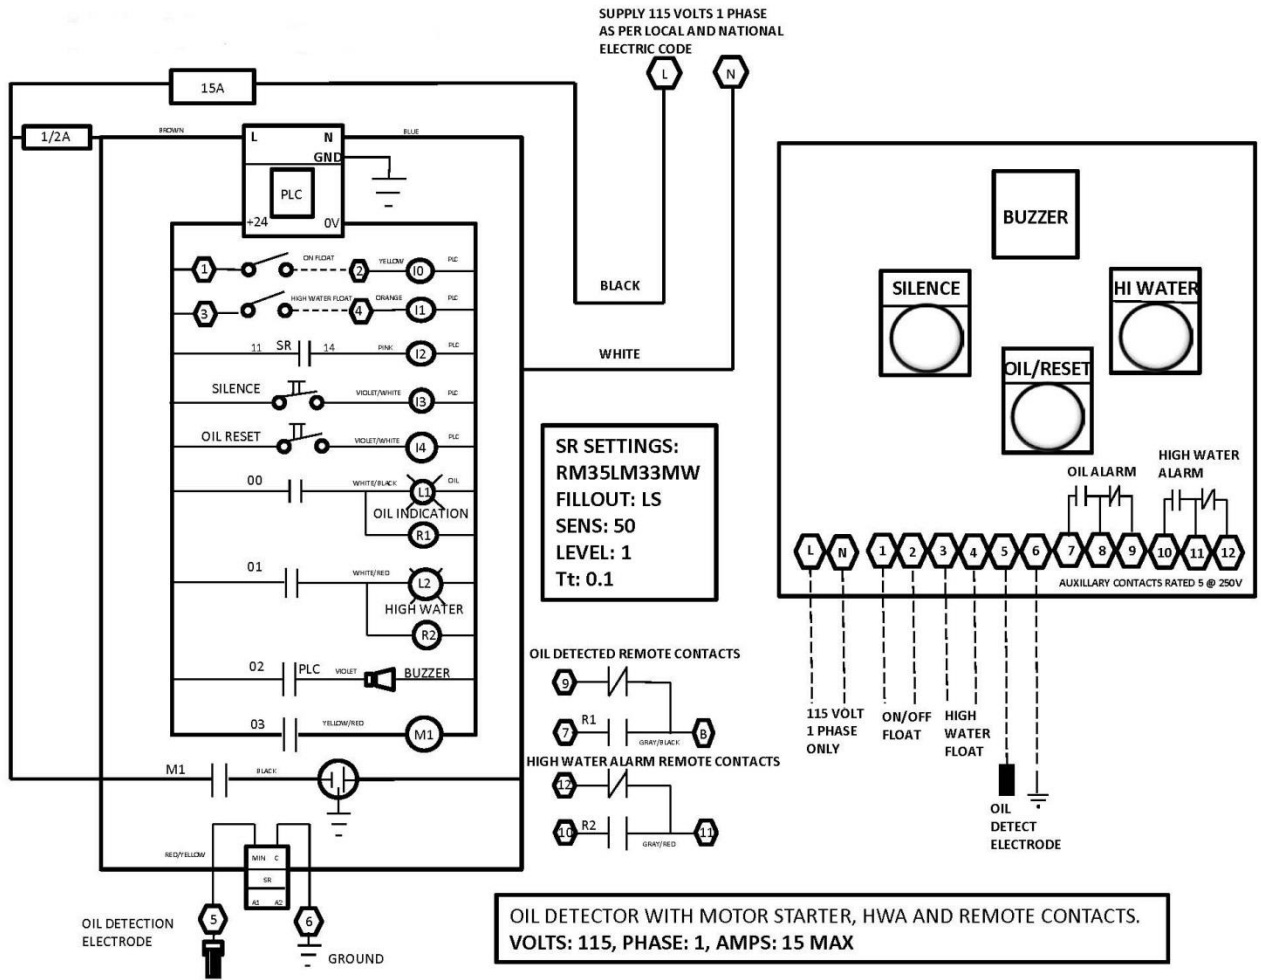 SUPPLY 115 VOLTS 1 PHASE
AS PER LOCAL AND NATIONAL
ELECTRIC CODE
L
N
15A
1/2A
BROWN
L
N
BLUE
GND
PLC
+24
0V
1
ON FLOAT
2
YELLOW
I0
PLC
3
HIGH WATER FLOAT
4
ORANGE
I1
PLC
11
SR
14
PINK
I2
PLC
SILENCE
VIOLET/WHITE
I3
PLC
OIL RESET
VIOLET/WHITE
I4
PLC
00
WHITE/BLACK
L1
OIL
OIL INDICATION
R1
01
WHITE/RED
L2
HIGH WATER
R2
02
PLC
VIOLET
BUZZER
03
YELLOW/RED
M1
M1
BLACK
RED/YELLOW
MIN
C
SR
A1
A2
5
6
OIL DETECTION
ELECTRODE
GROUND
BLACK
WHITE
SR SETTINGS:
RM35LM33MW
FILLOUT: LS
SENS: 50
LEVEL: 1
Tt: 0.1
OIL DETECTED REMOTE CONTACTS
9
7
R1
GRAY/BLACK
B
HIGH WATER ALARM REMOTE CONTACTS
12
10
R2
GRAY/RED
11
BUZZER
SILENCE
HI WATER
OIL/RESET
OIL ALARM
HIGH WATER
ALARM
L
N
1
2
3
4
5
6
7
8
9
10
11
12
AUXILLARY CONTACTS RATED 5 @ 250V
115 VOLT
1 PHASE
ONLY
ON/OFF
FLOAT
HIGH
WATER
FLOAT
OIL
DETECT
ELECTRODE
OIL DETECTOR WITH MOTOR STARTER, HWA AND REMOTE CONTACTS.
VOLTS: 115, PHASE: 1, AMPS: 15 MAX